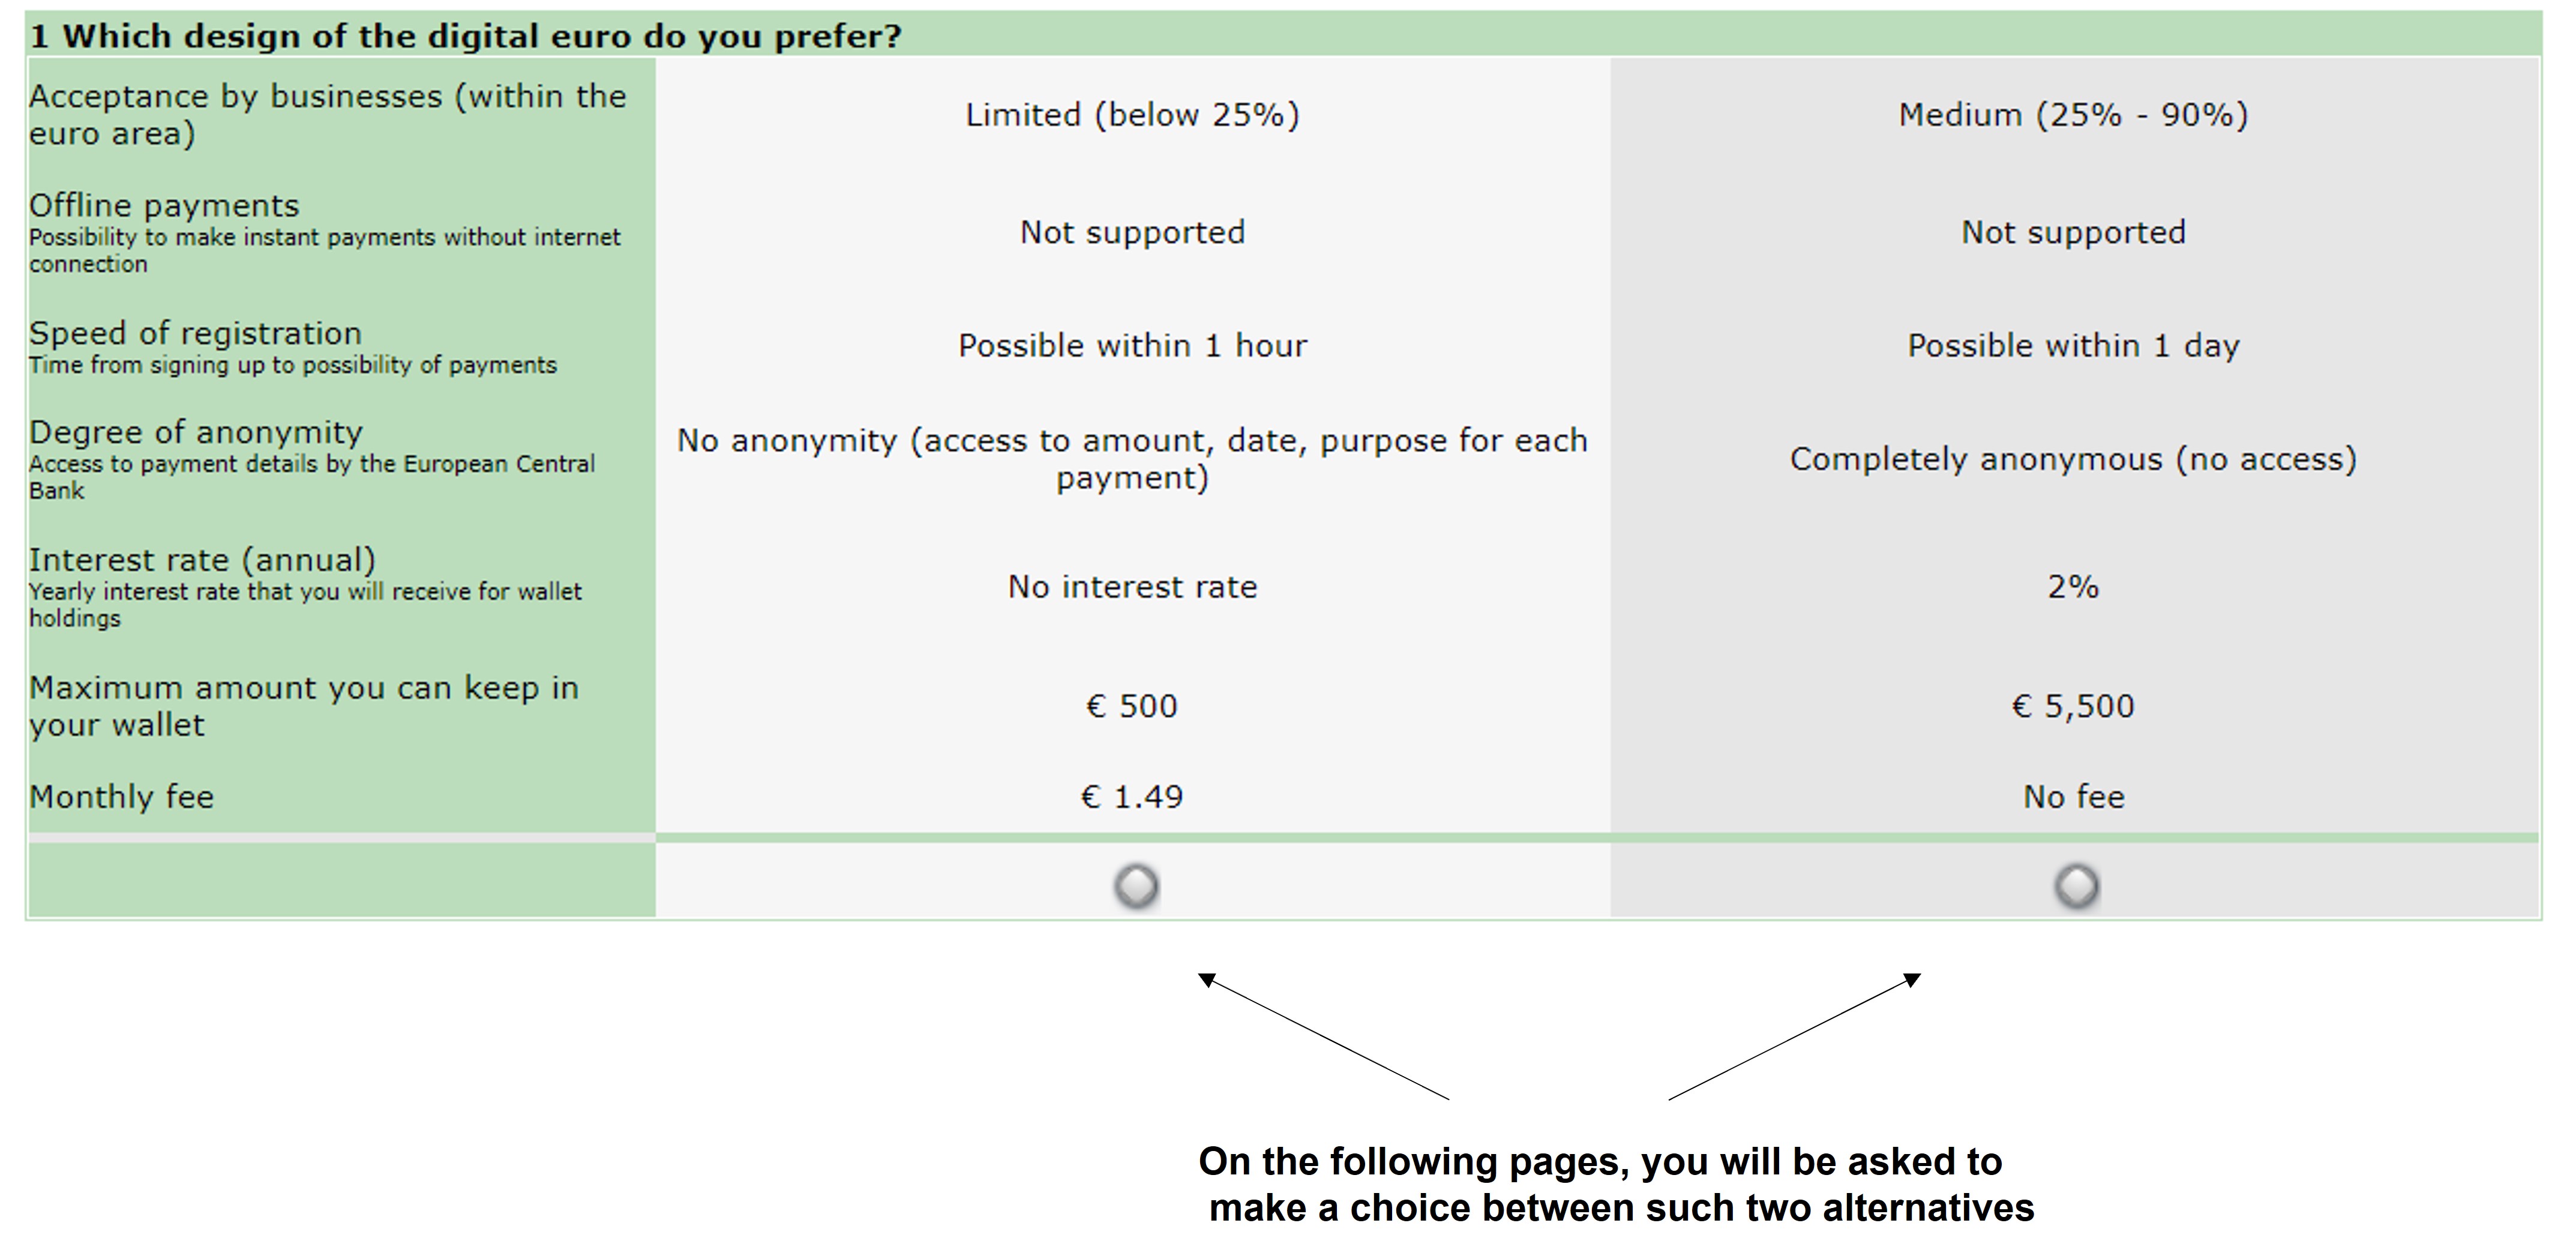 1 Which design of the digital euro do you prefer?
Acceptance by businesses (within the
euro area)
Limited (below 25%)
Medium (25% - 90%)
Offline payments
Possibility to make instant payments without internet
connection
Not supported
Not supported
Speed of registration
Time from signing up to possibility of payments
Possible within 1 hour
Possible within 1 day
Degree of anonymity
Access to payment details by the European Central
Bank
No anonymity (access to amount, date, purpose for each
payment)
Completely anonymous (no access)
Interest rate (annual)
Yearly interest rate that you will receive for wallet
holdings
No interest rate
2%
Maximum amount you can keep in
your wallet
€ 500
€ 5,500
Monthly fee
€ 1.49
No fee
On the following pages, you will be asked to
make a choice between such two alternatives